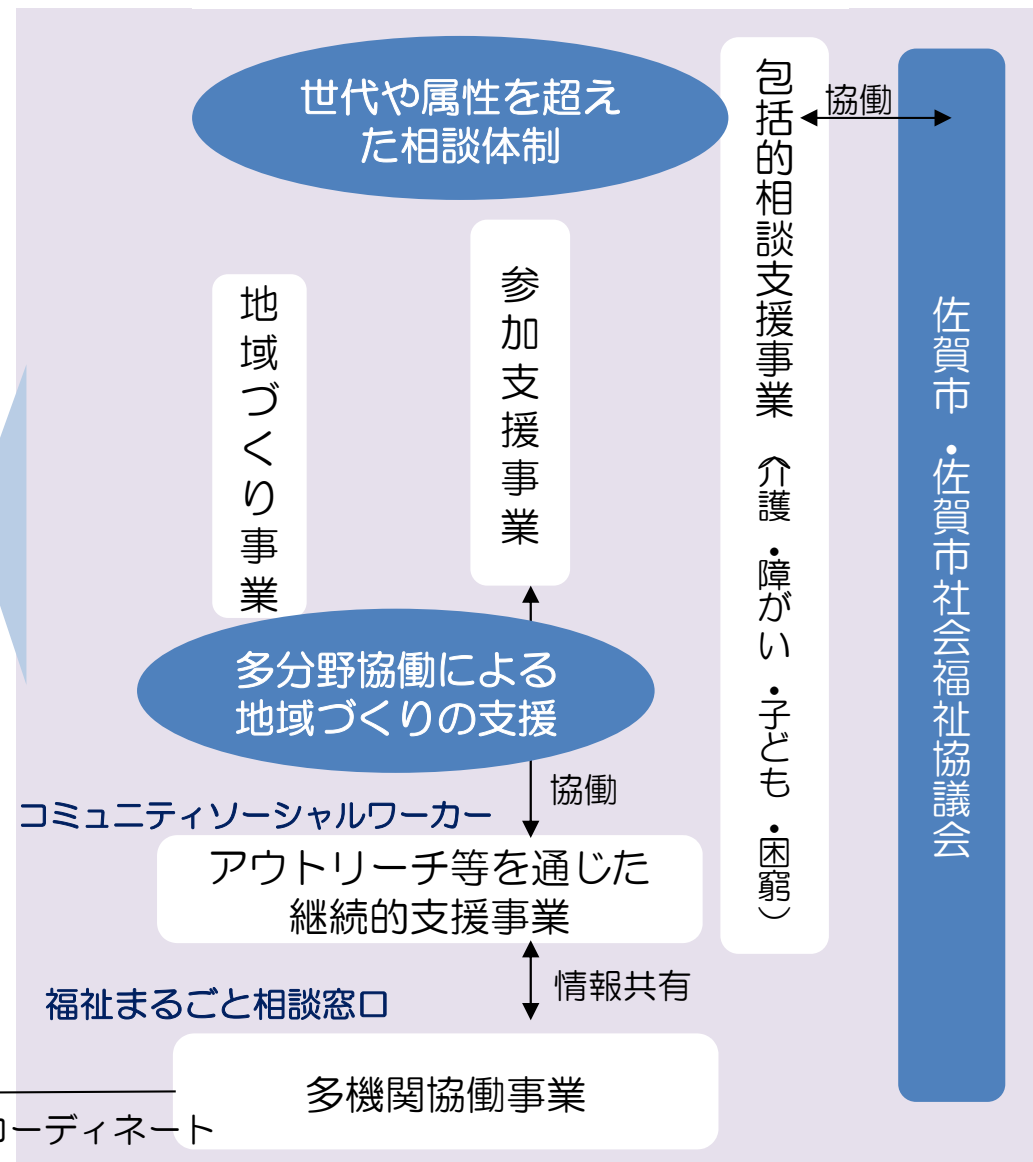 世代や属性を超え
た相談体制
包括的相談支援事業（介護・障がい・子ども・困窮）
協働
佐賀市・佐賀市社会福祉協議会
参加支援事業
地域づくり事業
多分野協働による
地域づくりの支援
協働
コミュニティソーシャルワーカー
アウトリーチ等を通じた
継続的支援事業
情報共有
福祉まるごと相談窓口
多機関協働事業
ーディネート